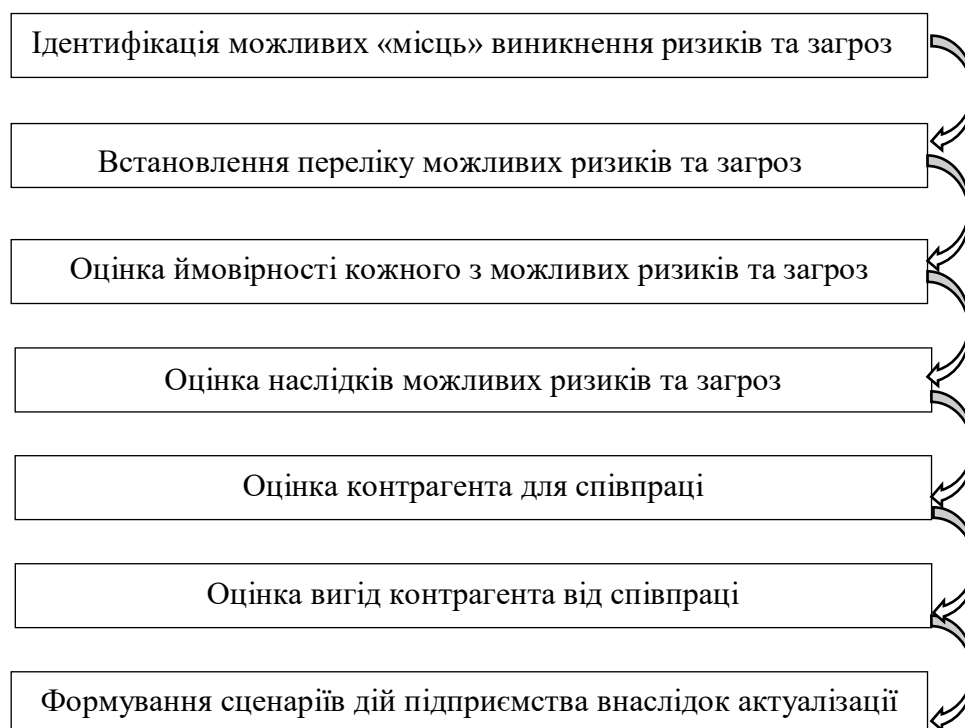 Ідентифікація можливих «місць» виникнення ризиків та загроз
Встановлення переліку можливих ризиків та загроз
Оцінка ймовірності кожного з можливих ризиків та загроз
Оцінка наслідків можливих ризиків та загроз
Оцінка контрагента для співпраці
Оцінка вигід контрагента від співпраці
Формування сценаріїв дій підприємства внаслідок актуалізації